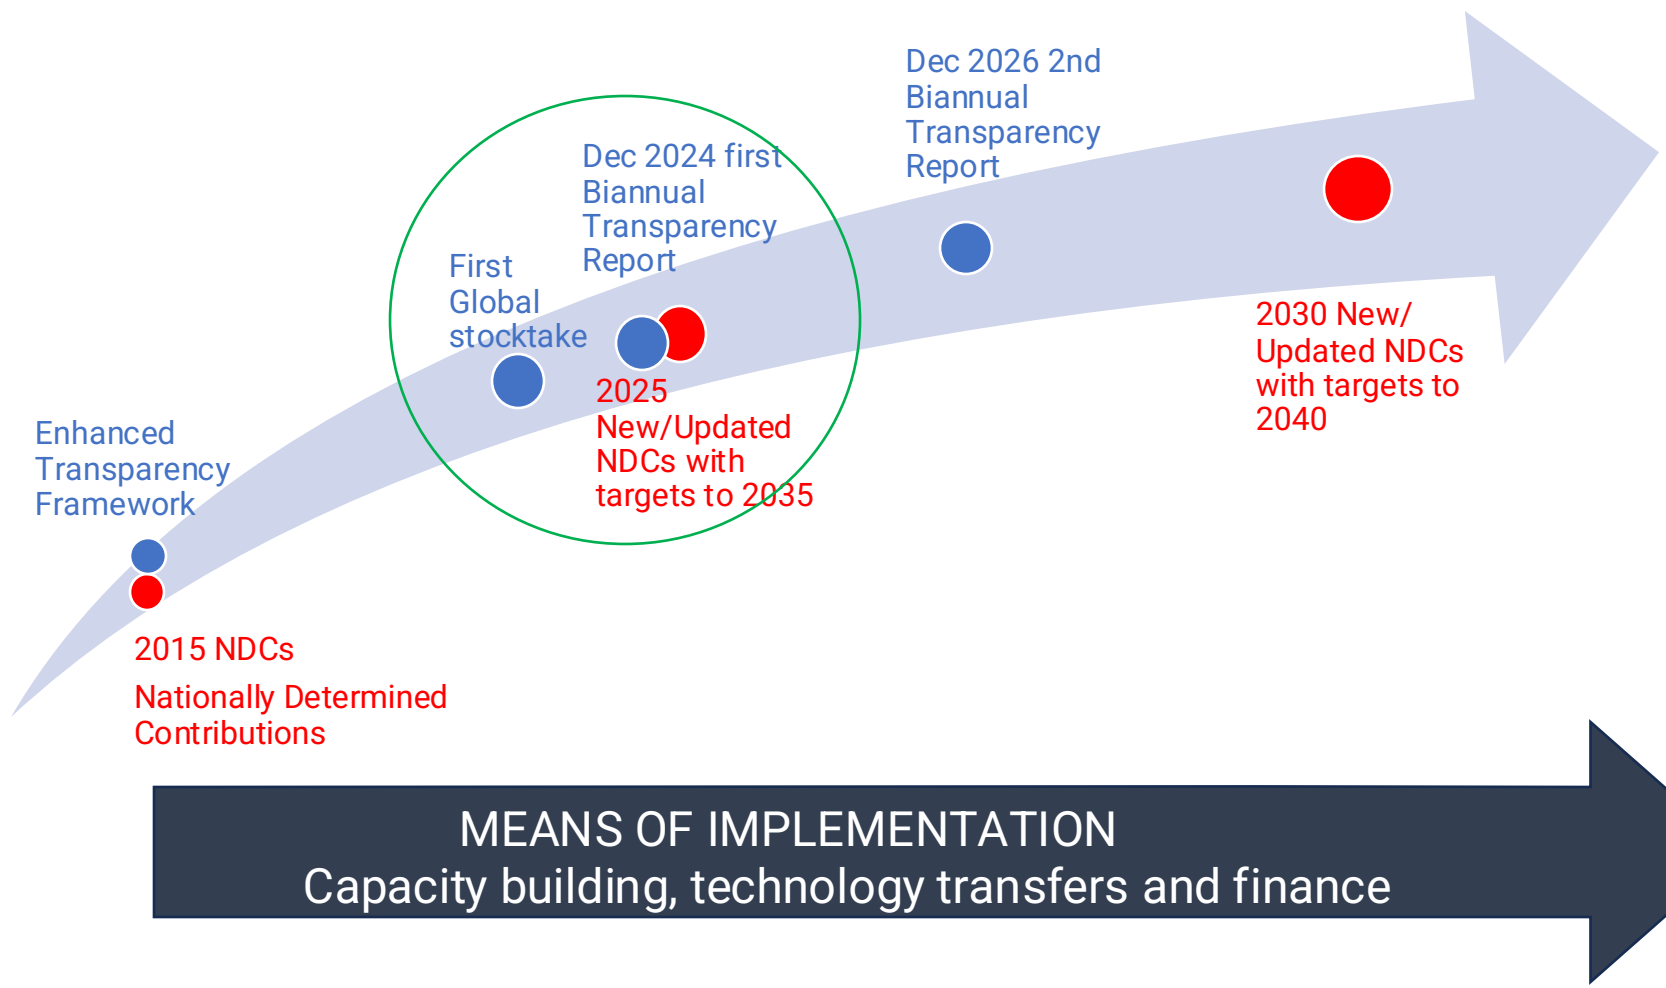 Dec 2026 2nd
Biannual
Transparency
Report
Dec 2024 first
Biannual
Transparency
Report
First
Global
stocktake
2025
New/Updated
NDCs with
targets to 2035
2030 New/
Updated NDCs
with targets to
2040
Enhanced
Transparency
Framework
2015 NDCs
Nationally Determined
Contributions
MEANS OF IMPLEMENTATION
Capacity building, technology transfers and finance